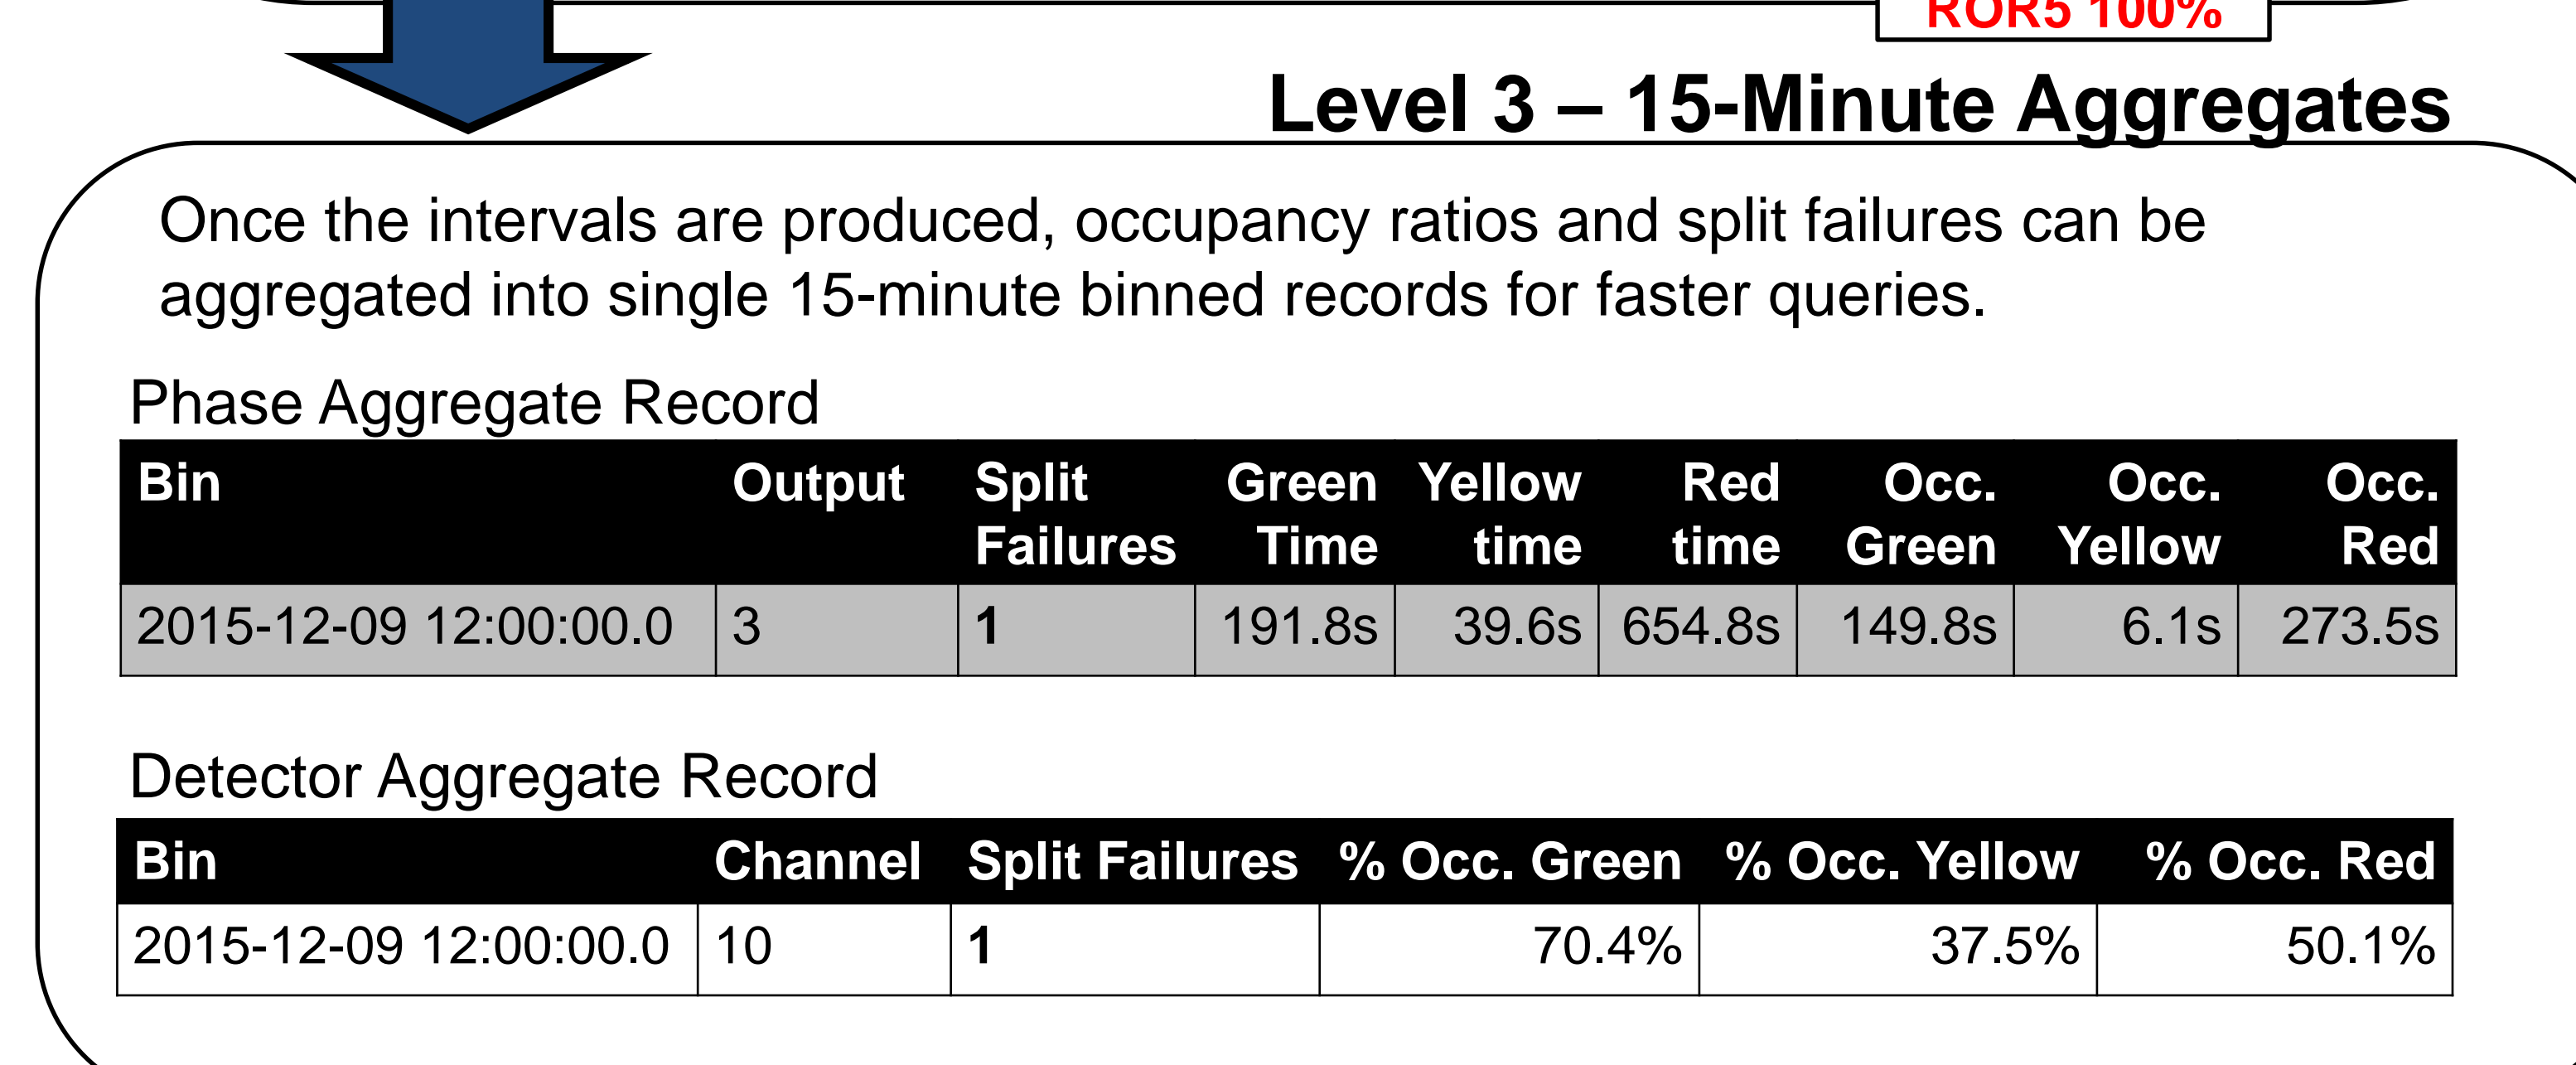 ROR5 100%
Level 3 – 15-Minute Aggregates
Once the intervals are produced, occupancy ratios and split failures can be
aggregated into single 15-minute binned records for faster queries.
Phase Aggregate Record
Bin Output Split Failures Green Time Yellow time Red time Occ. Green Occ. Yellow Occ. Red
2015-12-09 12:00:00.0 3 1 191.8s 39.6s 654.8s 149.8s 6.1s 273.5s
Detector Aggregate Record
Bin Channel Split Failures % Occ. Green % Occ. Yellow % Occ. Red
2015-12-09 12:00:00.0 10 1 70.4% 37.5% 50.1%